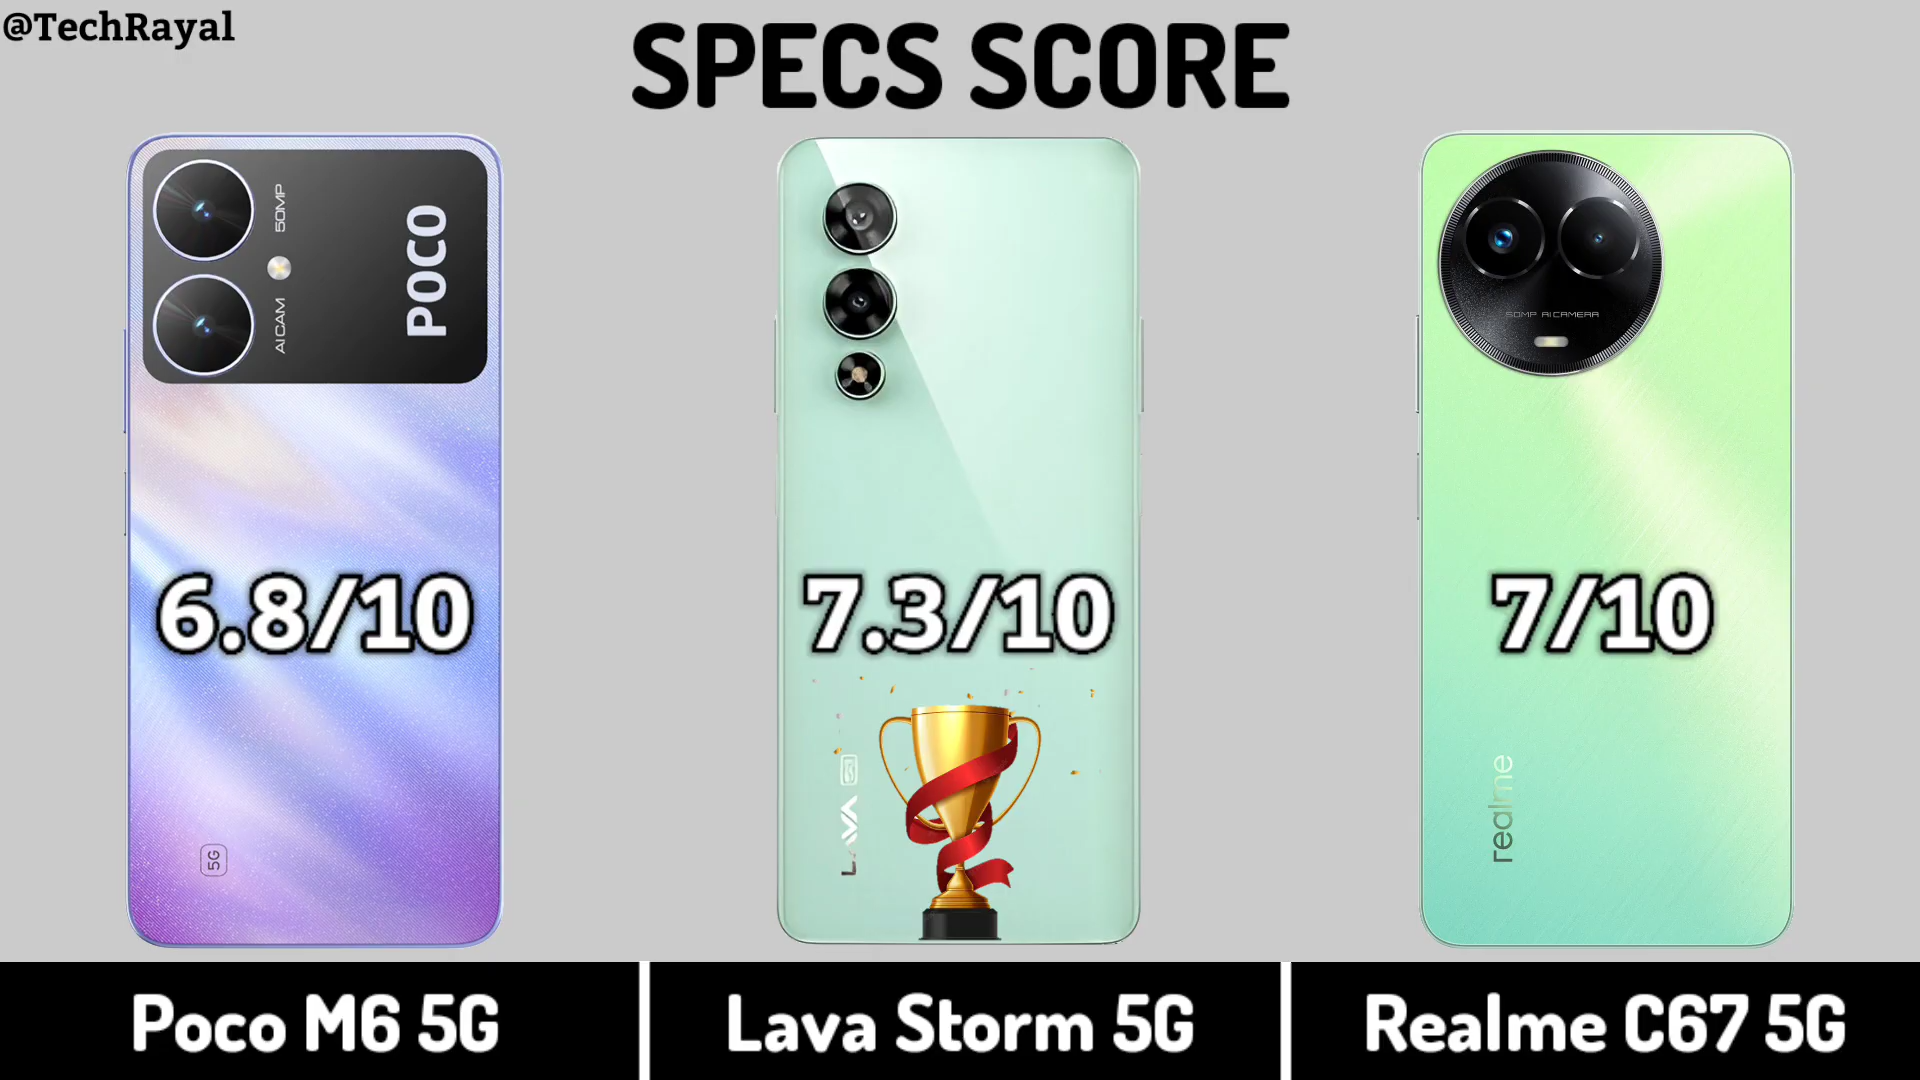 @TechRayal
SPECS SCORE
50MP
AI CAM
POCO
6.8/10
5G
7.3/10
LAVA
50MP AI CAMERA
7/10
realme
Poco M6 5G
Lava Storm 5G
Realme C67 5G